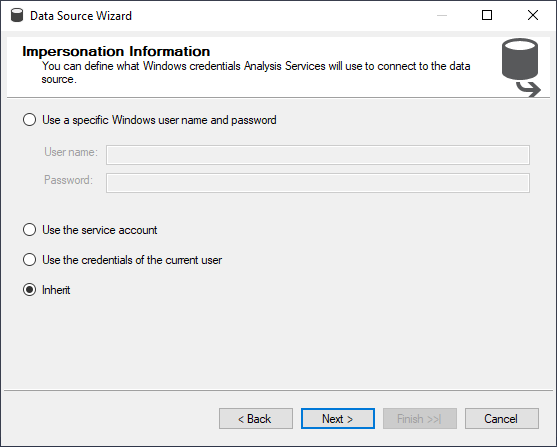 Data Source Wizard
Impersonation Information
You can define what Windows credentials Analysis Services will use to connect to the data
source.
Use a specific Windows user name and password
User name:
Password:
Use the service account
Use the credentials of the current user
Inherit
< Back
Next >
Finish >>|
Cancel